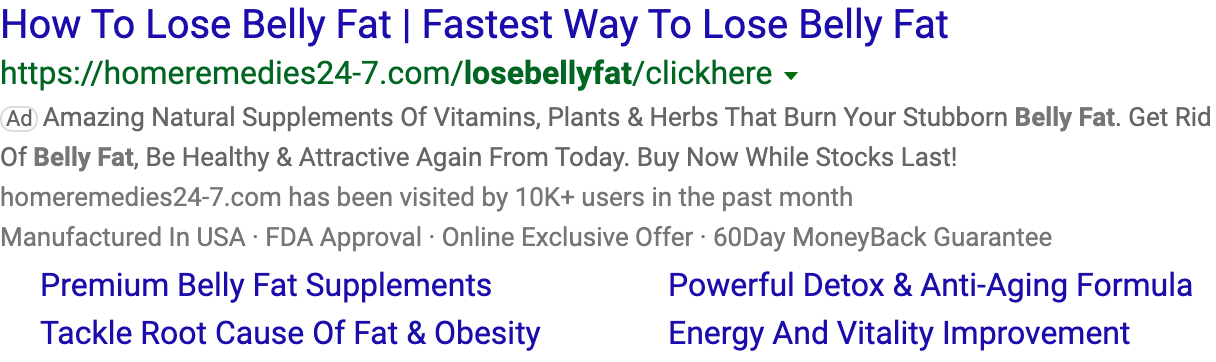 How To Lose Belly Fat | Fastest Way To Lose Belly Fat
https://homeremedies24-7.com/losebellyfat/clickhere
Ad Amazing Natural Supplements Of Vitamins, Plants & Herbs That Burn Your Stubborn Belly Fat. Get Rid
Of Belly Fat, Be Healthy & Attractive Again From Today. Buy Now While Stocks Last!
homeremedies24-7.com has been visited by 10K+ users in the past month
Manufactured In USA · FDA Approval · Online Exclusive Offer · 60Day MoneyBack Guarantee
Premium Belly Fat Supplements
Powerful Detox & Anti-Aging Formula
Tackle Root Cause Of Fat & Obesity
Energy And Vitality Improvement